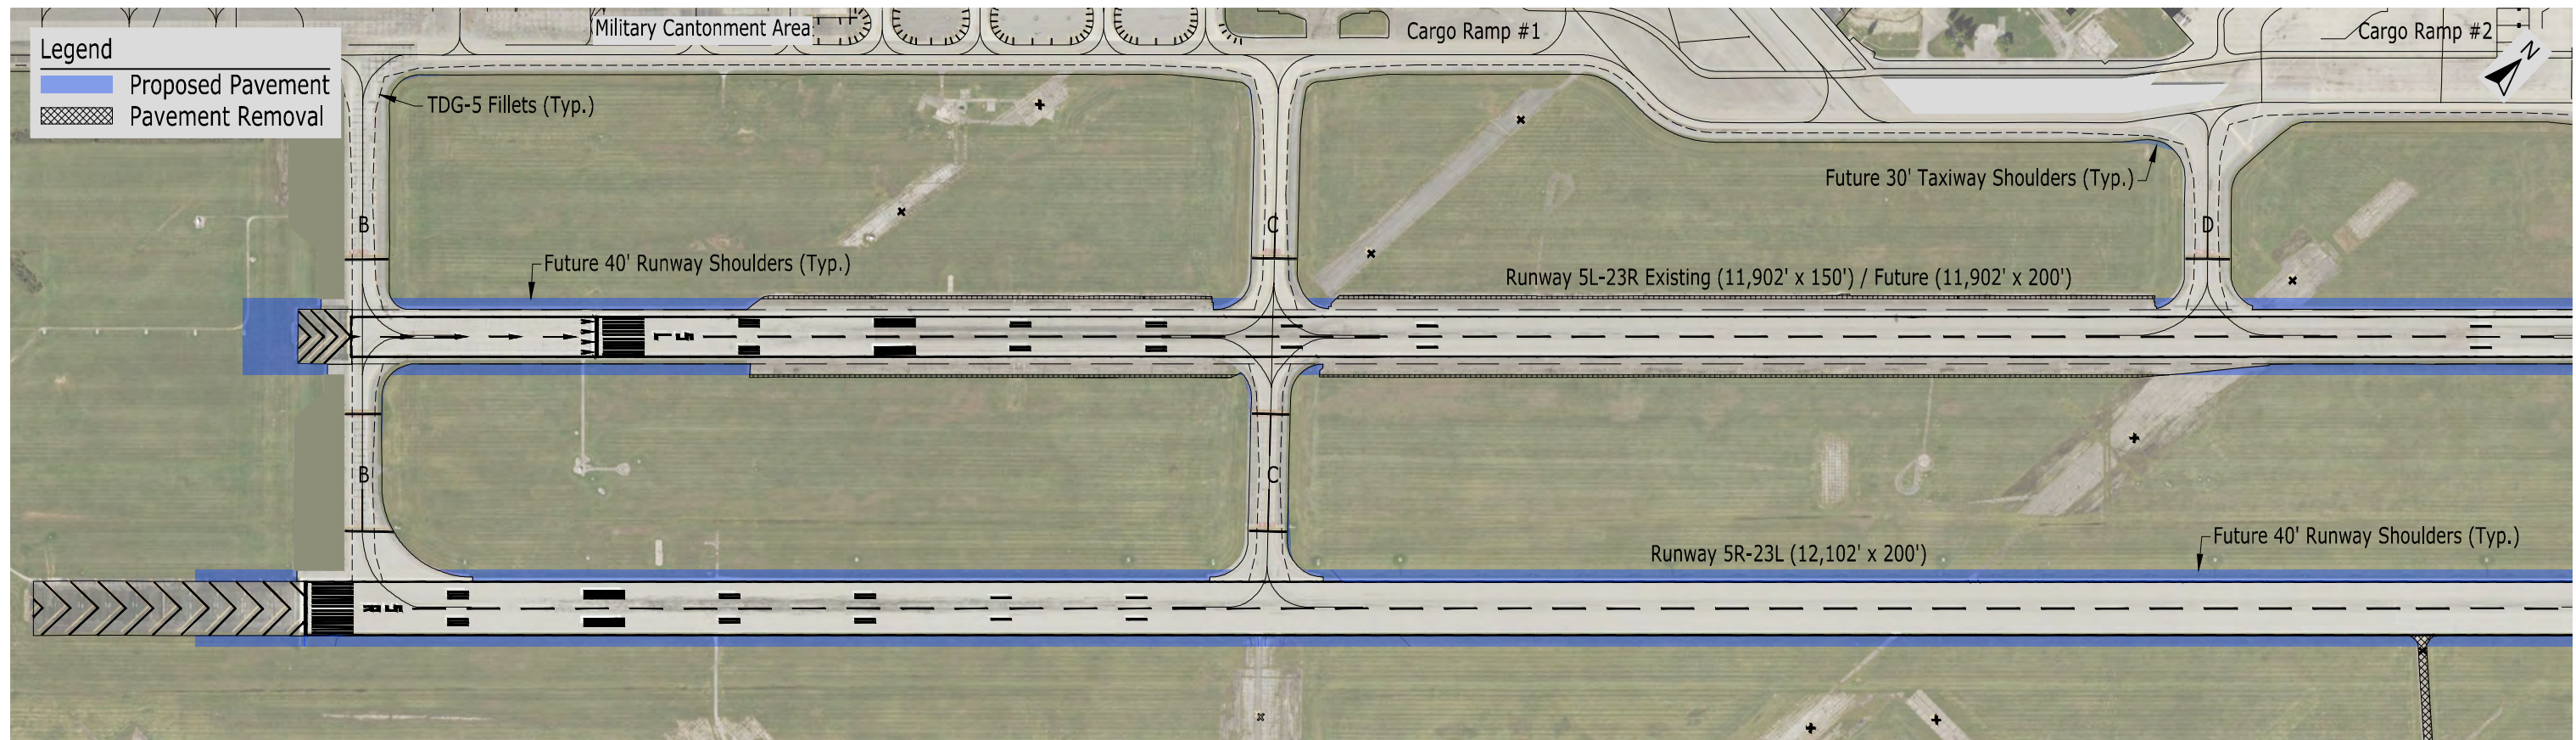 Military Cantonment Area
Cargo Ramp #1
Cargo Ramp #2
N
Legend
Proposed Pavement
Pavement Removal
TDG-5 Fillets (Typ.)
Future 30' Taxiway Shoulders (Typ.)
B
C
D
Future 40' Runway Shoulders (Typ.)
Runway 5L-23R Existing (11,902' x 150') / Future (11,902' x 200')
5L
B
C
Future 40' Runway Shoulders (Typ.)
Runway 5R-23L (12,102' x 200')
5R